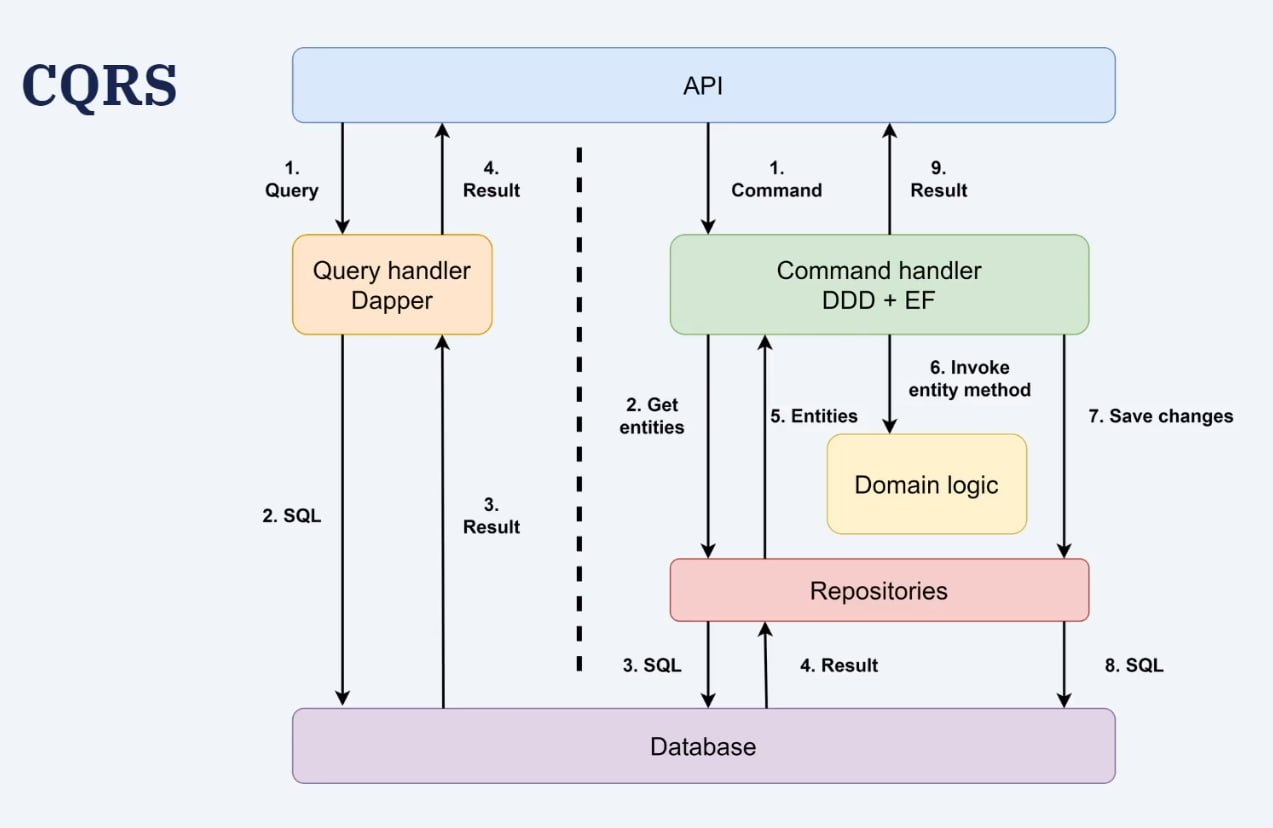 CQRS
API
1.
Query
4.
Result
1.
Command
9.
Result
Query handler
Dapper
Command handler
DDD + EF
2. Get
entities
5. Entities
6. Invoke
entity method
7. Save changes
Domain logic
2. SQL
3.
Result
Repositories
3. SQL
4. Result
8. SQL
Database